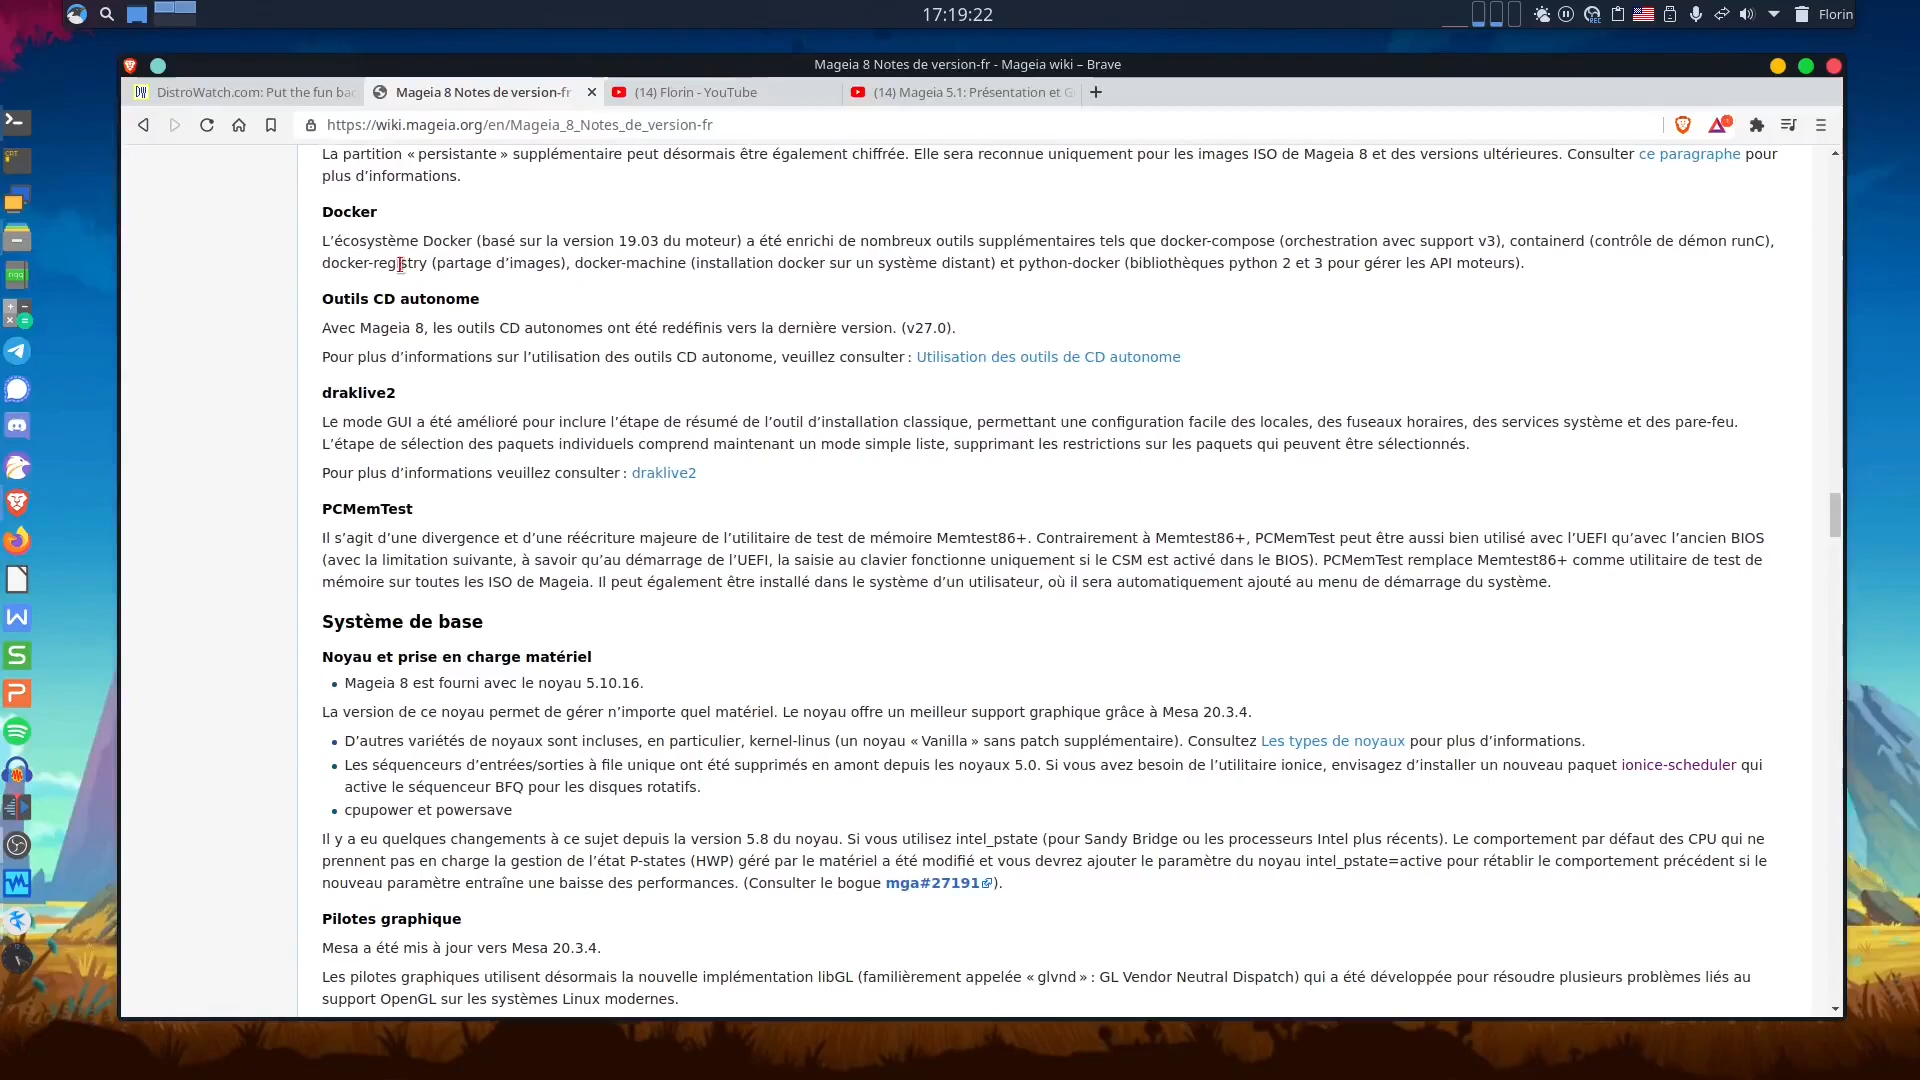 17:19:22
Florin
Mageia 8 Notes de version-fr - Mageia wiki – Brave
DistroWatch.com: Put the fun bac
Mageia 8 Notes de version-fr
(14) Florin - YouTube
(14) Mageia 5.1: Présentation et G
https://wiki.mageia.org/en/Mageia_8_Notes_de_version-fr
La partition « persistante » supplémentaire peut désormais être également chiffrée. Elle sera reconnue uniquement pour les images ISO de Mageia 8 et des versions ultérieures. Consulter ce paragraphe pour
plus d’informations.
Docker
L’écosystème Docker (basé sur la version 19.03 du moteur) a été enrichi de nombreux outils supplémentaires tels que docker-compose (orchestration avec support v3), containerd (contrôle de démon runC),
docker-registry (partage d’images), docker-machine (installation docker sur un système distant) et python-docker (bibliothèques python 2 et 3 pour gérer les API moteurs).
Outils CD autonome
Avec Mageia 8, les outils CD autonomes ont été redéfinis vers la dernière version. (v27.0).
Pour plus d’informations sur l’utilisation des outils CD autonome, veuillez consulter : Utilisation des outils de CD autonome
draklive2
Le mode GUI a été amélioré pour inclure l’étape de résumé de l’outil d’installation classique, permettant une configuration facile des locales, des fuseaux horaires, des services système et des pare-feu.
L’étape de sélection des paquets individuels comprend maintenant un mode simple liste, supprimant les restrictions sur les paquets qui peuvent être sélectionnés.
Pour plus d’informations veuillez consulter : draklive2
PCMemTest
Il s’agit d’une divergence et d’une réécriture majeure de l’utilitaire de test de mémoire Memtest86+. Contrairement à Memtest86+, PCMemTest peut être aussi bien utilisé avec l’UEFI qu’avec l’ancien BIOS
(avec la limitation suivante, à savoir qu’au démarrage de l’UEFI, la saisie au clavier fonctionne uniquement si le CSM est activé dans le BIOS). PCMemTest remplace Memtest86+ comme utilitaire de test de
mémoire sur toutes les ISO de Mageia. Il peut également être installé dans le système d’un utilisateur, où il sera automatiquement ajouté au menu de démarrage du système.
Système de base
Noyau et prise en charge matériel
• Mageia 8 est fourni avec le noyau 5.10.16.
La version de ce noyau permet de gérer n’importe quel matériel. Le noyau offre un meilleur support graphique grâce à Mesa 20.3.4.
• D’autres variétés de noyaux sont incluses, en particulier, kernel-linus (un noyau « Vanilla » sans patch supplémentaire). Consultez Les types de noyaux pour plus d’informations.
• Les séquenceurs d’entrées/sorties à file unique ont été supprimés en amont depuis les noyaux 5.0. Si vous avez besoin de l’utilitaire ionice, envisagez d’installer un nouveau paquet ionice-scheduler qui
active le séquenceur BFQ pour les disques rotatifs.
• cpupower et powersave
Il y a eu quelques changements à ce sujet depuis la version 5.8 du noyau. Si vous utilisez intel_pstate (pour Sandy Bridge ou les processeurs Intel plus récents). Le comportement par défaut des CPU qui ne
prennent pas en charge la gestion de l’état P-states (HWP) géré par le matériel a été modifié et vous devrez ajouter le paramètre du noyau intel_pstate=active pour rétablir le comportement précédent si le
nouveau paramètre entraîne une baisse des performances. (Consulter le bogue mga#27191).
Pilotes graphique
Mesa a été mis à jour vers Mesa 20.3.4.
Les pilotes graphiques utilisent désormais la nouvelle implémentation libGL (familièrement appelée « glvnd » : GL Vendor Neutral Dispatch) qui a été développée pour résoudre plusieurs problèmes liés au
support OpenGL sur les systèmes Linux modernes.